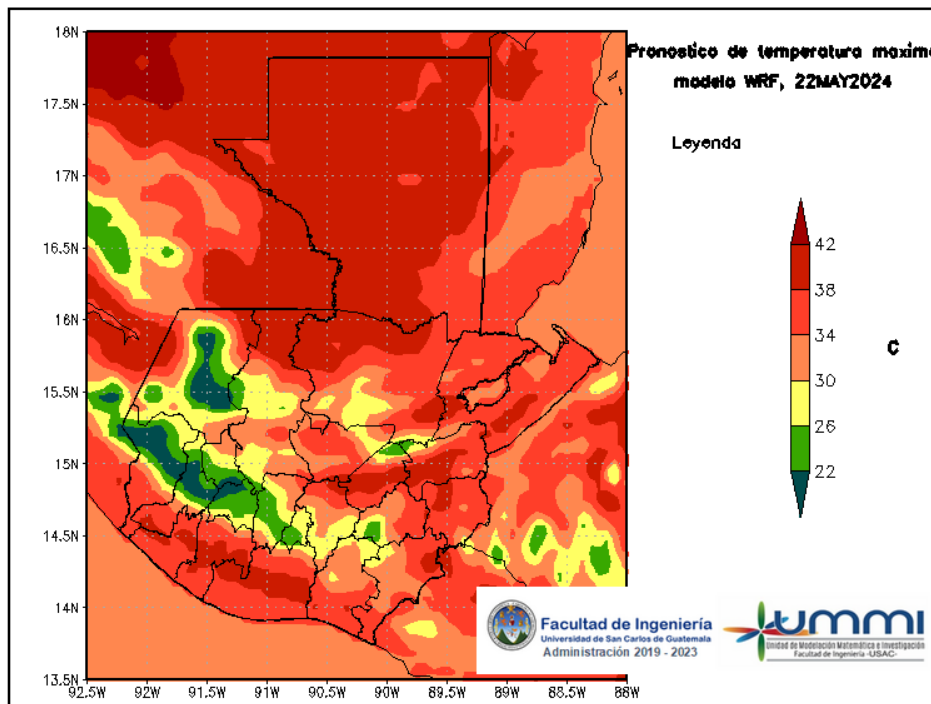 Pronostico de temperatura maxima
modelo WRF, 22MAY2024
Leyenda
42
38
34
30
26
22
C
18N
17.5N
17N
16.5N
16N
15.5N
15N
14.5N
14N
13.5N
92.5W
92W
91.5W
91W
90.5W
90W
89.5W
89W
88.5W
88W
Facultad de Ingeniería
Universidad de San Carlos de Guatemala
Administración 2019 - 2023
UMMI
Unidad de Modelación Matemática e Investigación
Facultad de Ingeniería -USAC-